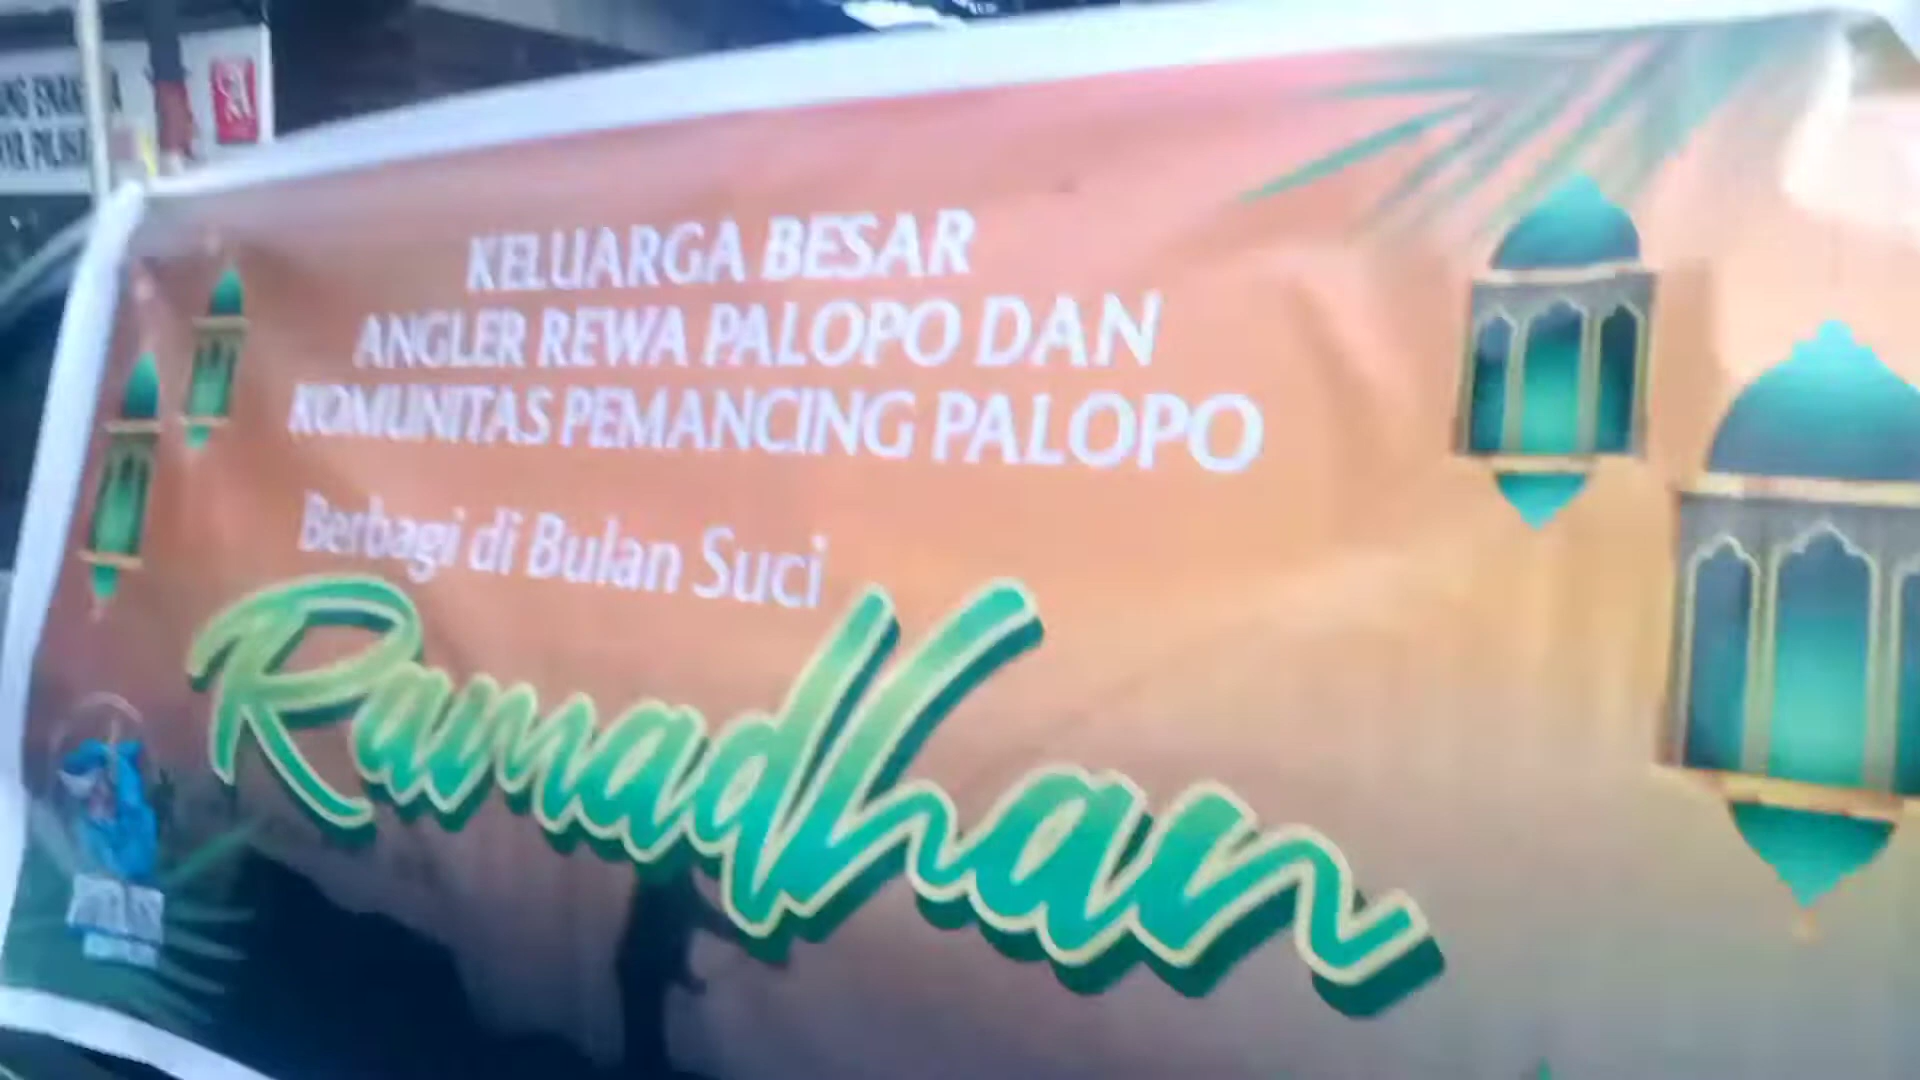 KELUARGA BESAR
ANGLER REWA PALOPO DAN
KOMUNITAS PEMANCING PALOPO
Berbagi di Bulan Suci
Ramadhan